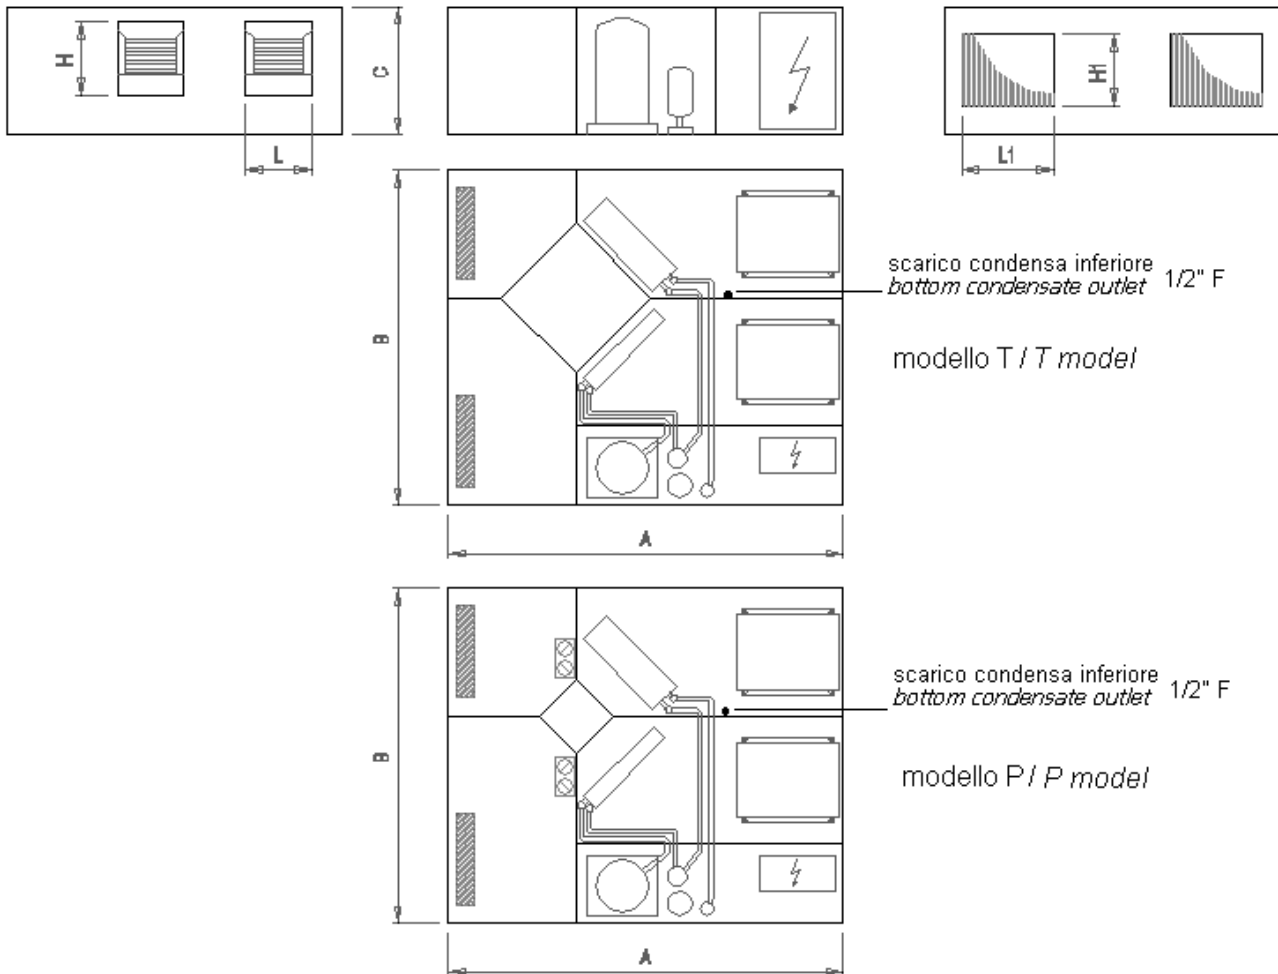 H
L
C
H1
L1
B
scarico condensa inferiore
bottom condensate outlet 1/2" F
modello T / T model
A
B
scarico condensa inferiore
bottom condensate outlet 1/2" F
modello P / P model
A